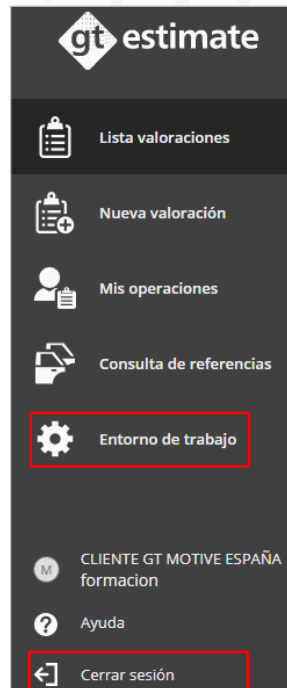 gt estimate
Lista valoraciones
Nueva valoración
Mis operaciones
Consulta de referencias
Entorno de trabajo
M
CLIENTE GT MOTIVE ESPAÑA
formacion
? Ayuda
Cerrar sesión